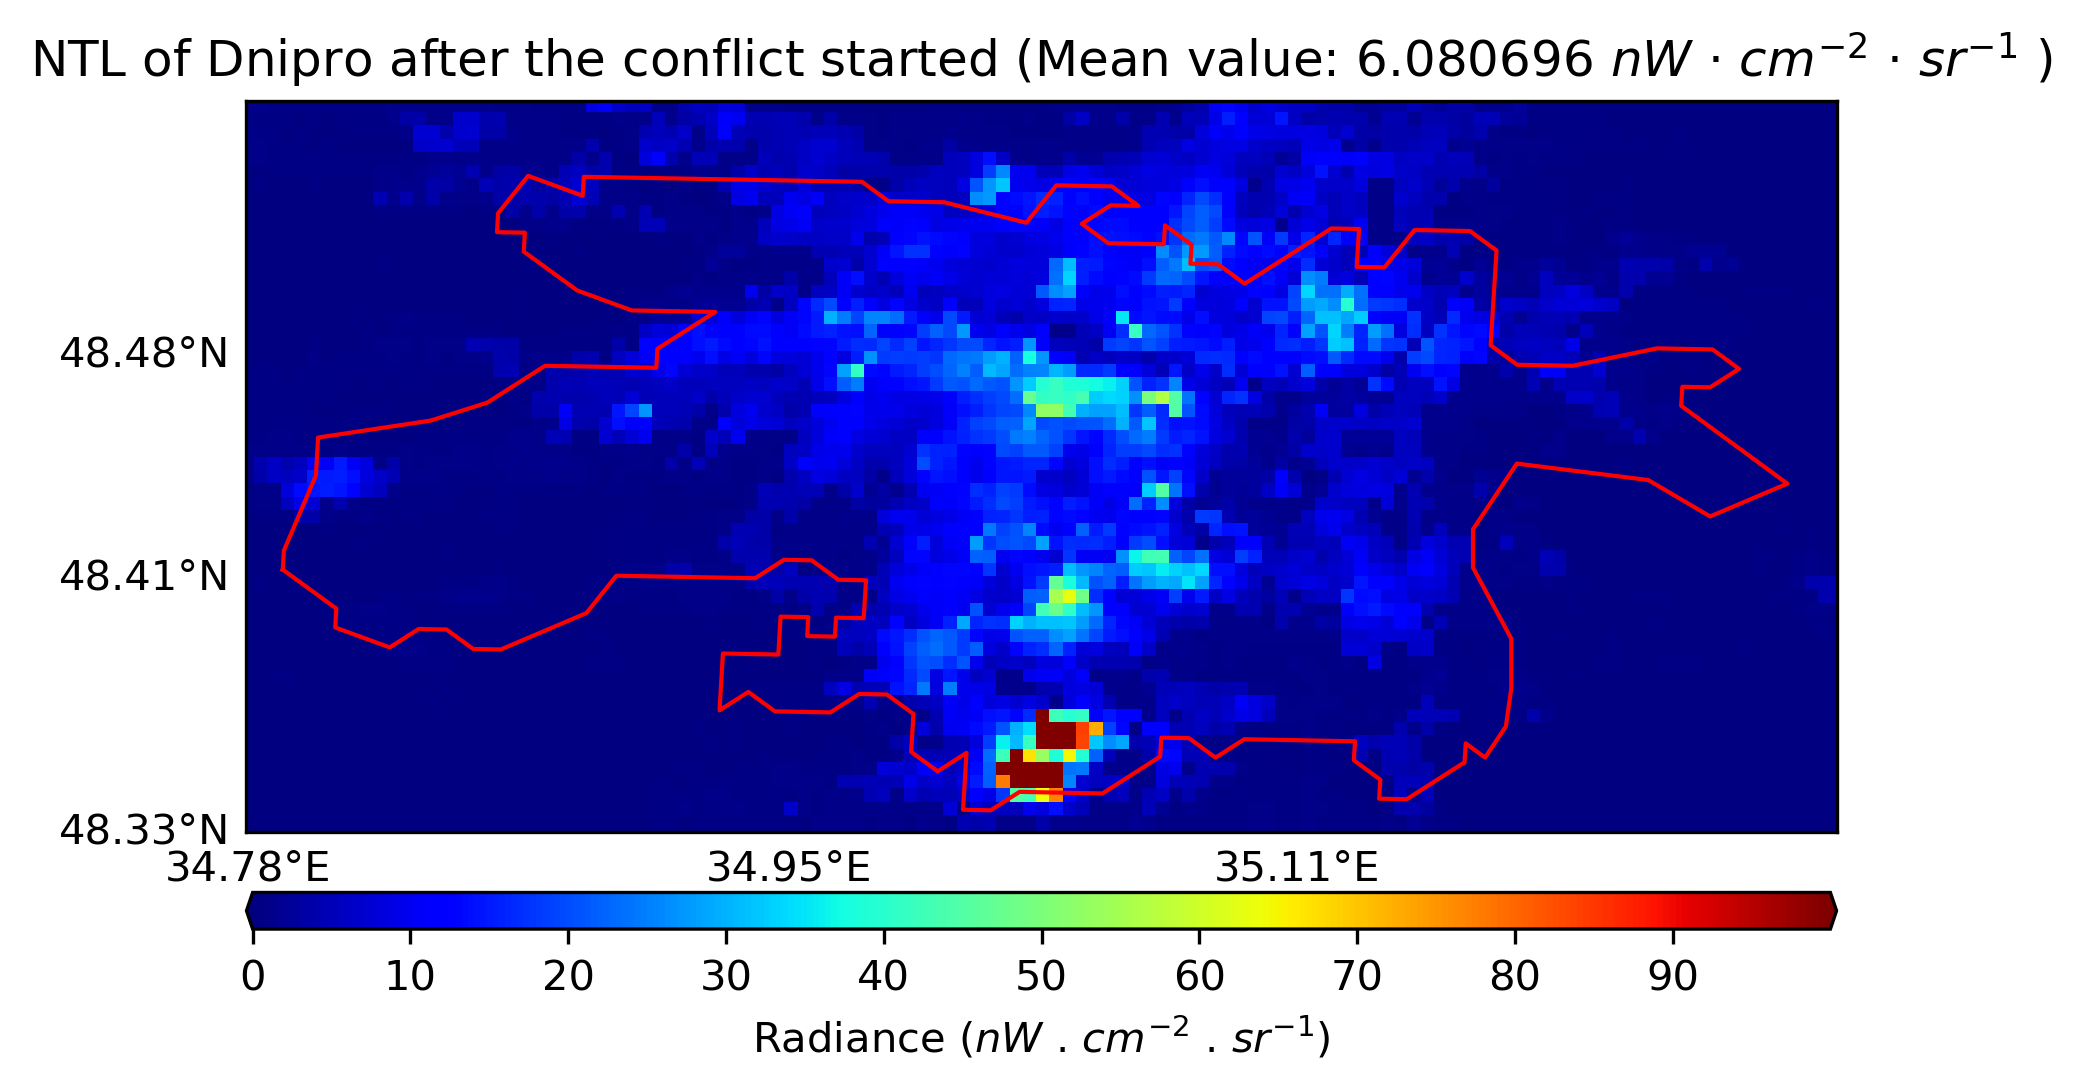 NTL of Dnipro after the conflict started (Mean value: 6.080696 nW · cm⁻² · sr⁻¹ )
48.48°N
48.41°N
48.33°N
34.78°E 34.95°E 35.11°E
0 10 20 30 40 50 60 70 80 90
Radiance (nW . cm⁻² . sr⁻¹)